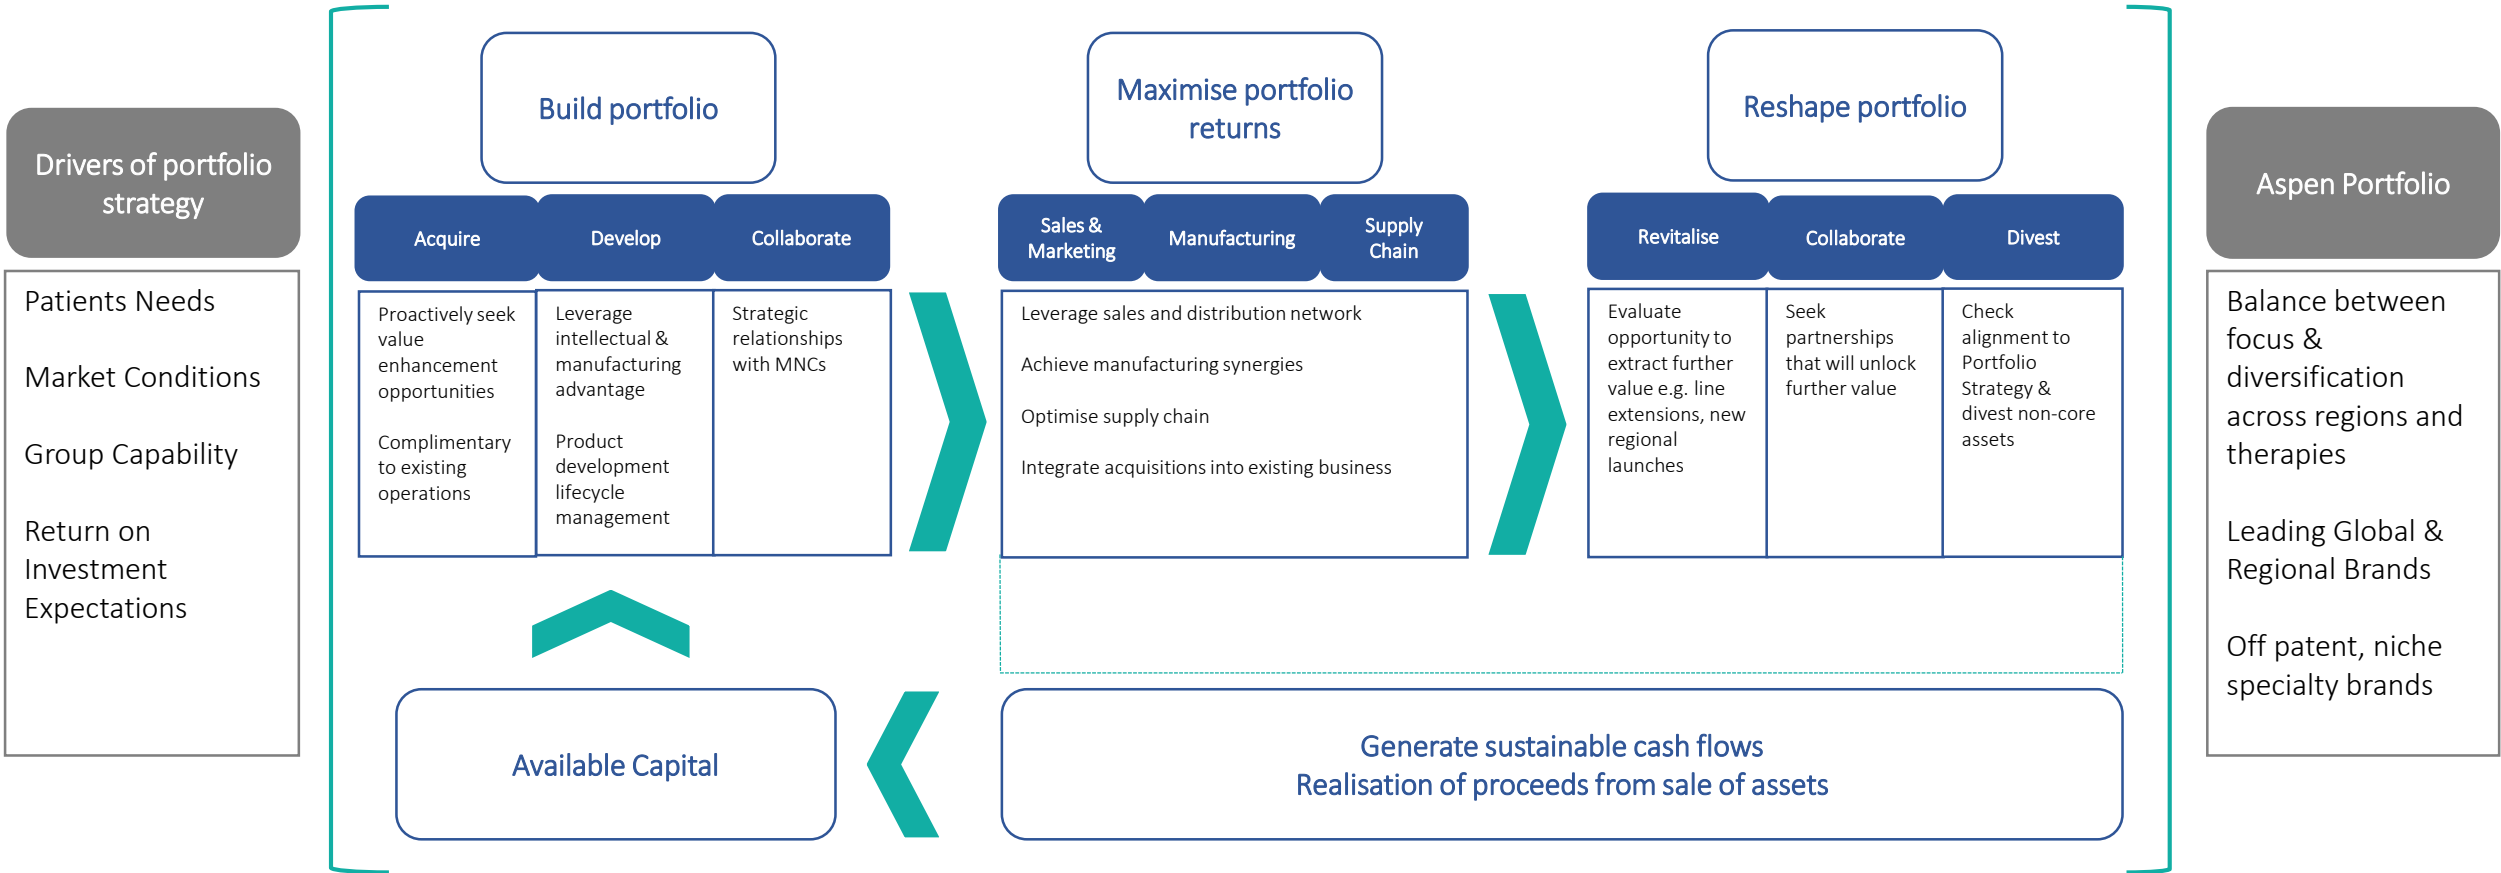 Drivers of portfolio
strategy
Patients Needs
Market Conditions
Group Capability
Return on
Investment
Expectations
Build portfolio
Acquire
Develop
Collaborate
Proactively seek
value
enhancement
opportunities
Complimentary
to existing
operations
Leverage
intellectual &
manufacturing
advantage
Product
development
lifecycle
management
Strategic
relationships
with MNCs
Maximise portfolio
returns
Sales &
Marketing
Manufacturing
Supply
Chain
Leverage sales and distribution network
Achieve manufacturing synergies
Optimise supply chain
Integrate acquisitions into existing business
Reshape portfolio
Revitalise
Collaborate
Divest
Evaluate
opportunity to
extract further
value e.g. line
extensions, new
regional
launches
Seek
partnerships
that will unlock
further value
Check
alignment to
Portfolio
Strategy &
divest non-core
assets
Available Capital
Generate sustainable cash flows
Realisation of proceeds from sale of assets
Aspen Portfolio
Balance between
focus &
diversification
across regions and
therapies
Leading Global &
Regional Brands
Off patent, niche
specialty brands